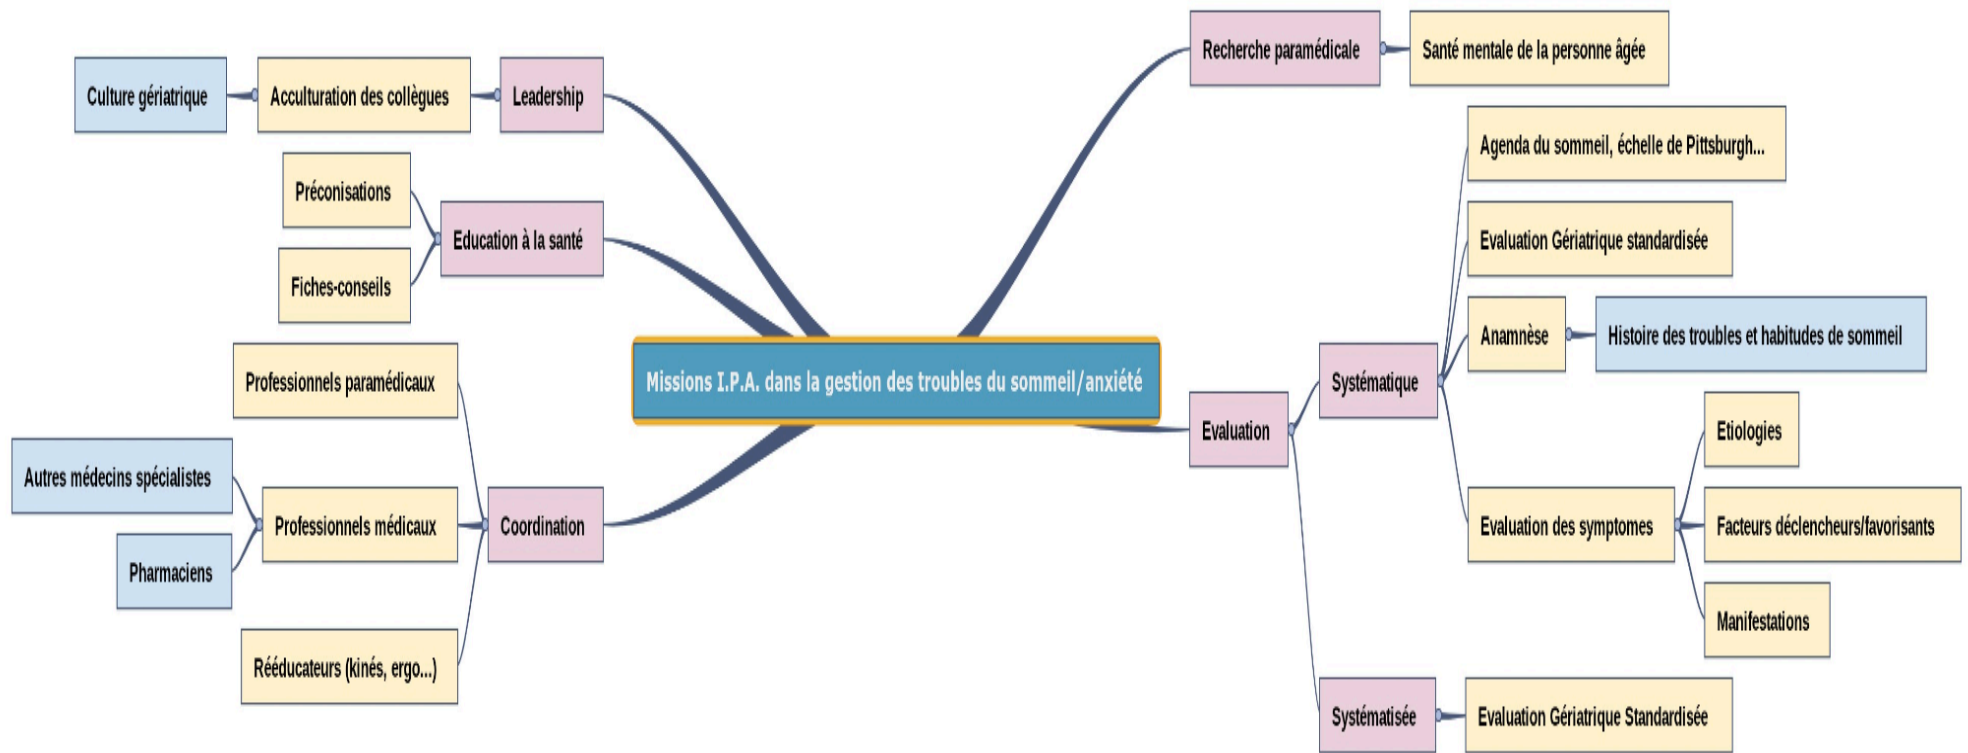 Missions I.P.A. dans la gestion des troubles du sommeil/anxiété
Leadership
Acculturation des collègues
Culture gériatrique
Education à la santé
Préconisations
Fiches-conseils
Coordination
Professionnels paramédicaux
Professionnels médicaux
Autres médecins spécialistes
Pharmaciens
Rééducateurs (kinés, ergo...)
Recherche paramédicale
Santé mentale de la personne âgée
Evaluation
Systématique
Agenda du sommeil, échelle de Pittsburgh...
Evaluation Gériatrique standardisée
Anamnèse
Histoire des troubles et habitudes de sommeil
Evaluation des symptomes
Etiologies
Facteurs déclencheurs/favorisants
Manifestations
Systématisée
Evaluation Gériatrique Standardisée